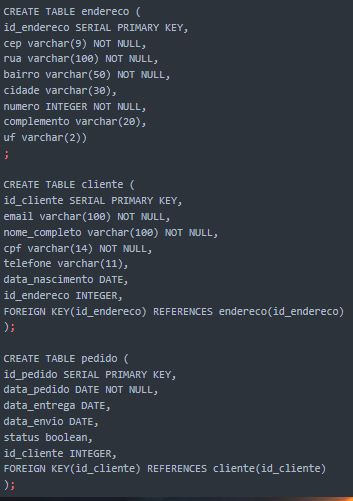 CREATE TABLE endereco (
id_endereco SERIAL PRIMARY KEY,
cep varchar(9) NOT NULL,
rua varchar(100) NOT NULL,
bairro varchar(50) NOT NULL,
cidade varchar(30),
numero INTEGER NOT NULL,
complemento varchar(20),
uf varchar(2))
;
CREATE TABLE cliente (
id_cliente SERIAL PRIMARY KEY,
email varchar(100) NOT NULL,
nome_completo varchar(100) NOT NULL,
cpf varchar(14) NOT NULL,
telefone varchar(11),
data_nascimento DATE,
id_endereco INTEGER,
FOREIGN KEY(id_endereco) REFERENCES endereco(id_endereco)
);
CREATE TABLE pedido (
id_pedido SERIAL PRIMARY KEY,
data_pedido DATE NOT NULL,
data_entrega DATE,
data_envio DATE,
status boolean,
id_cliente INTEGER,
FOREIGN KEY(id_cliente) REFERENCES cliente(id_cliente)
);